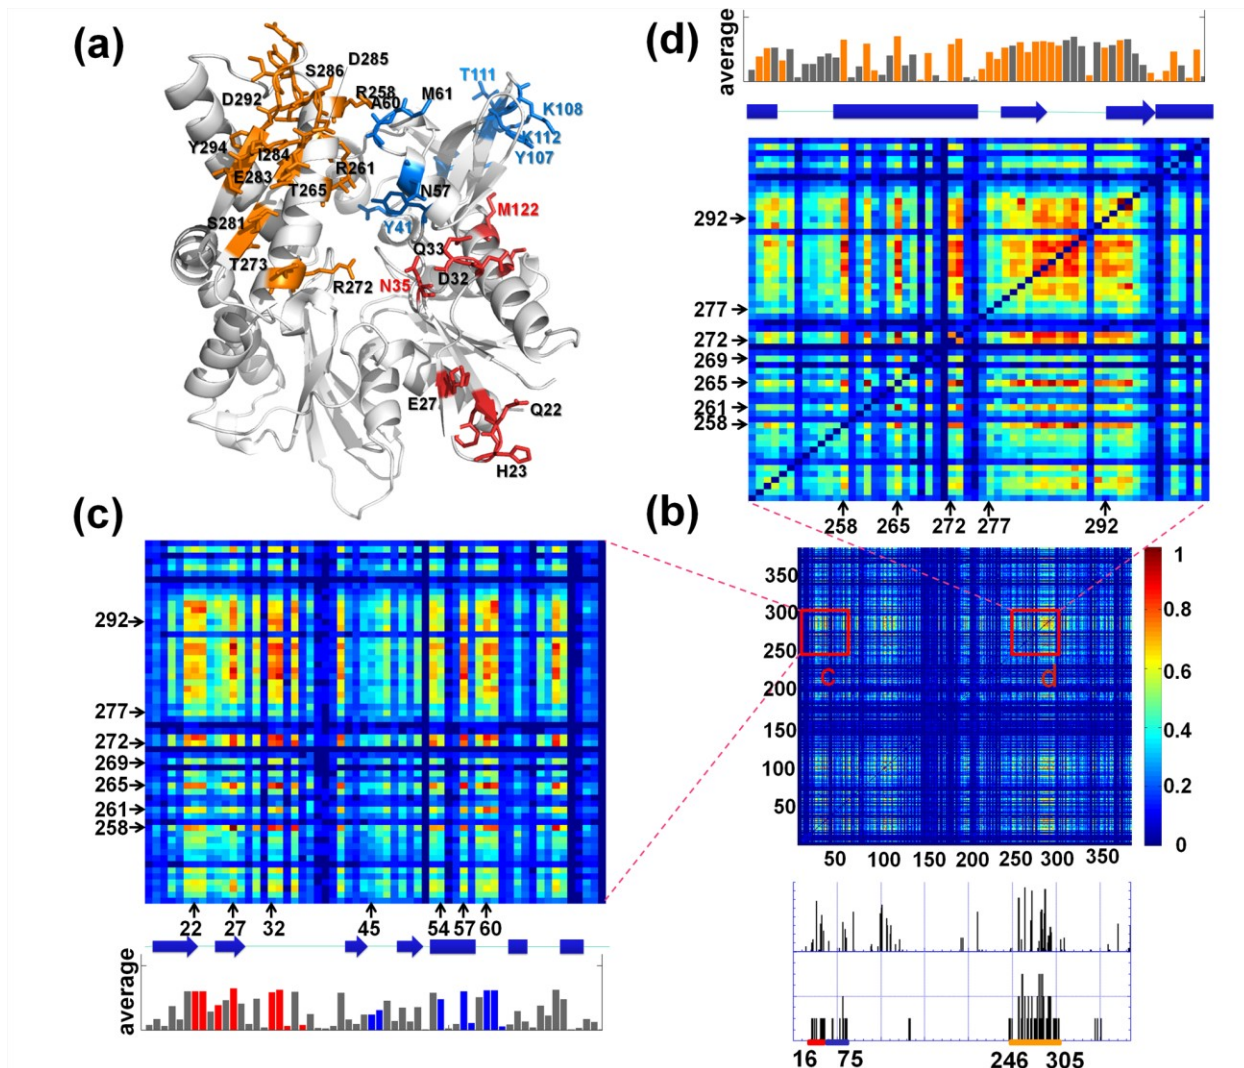 (a)
D285
S286
R258
D292
A60
M61
T111
K108
K112
Y107
Y294
I284
R261
E283
T265
N57
M122
S281
Y41
Q33
T273
D32
R272
N35
E27
Q22
H23
(d)
average
292
277
272
269
265
261
258
258 265 272 277 292
(c)
292
277
272
269
265
261
258
22 27 32 45 54 57 60
average
(b)
350
300
250
200
150
100
50
c
d
50 100 150 200 250 300 350
1
0.8
0.6
0.4
0.2
0
16 75 246 305